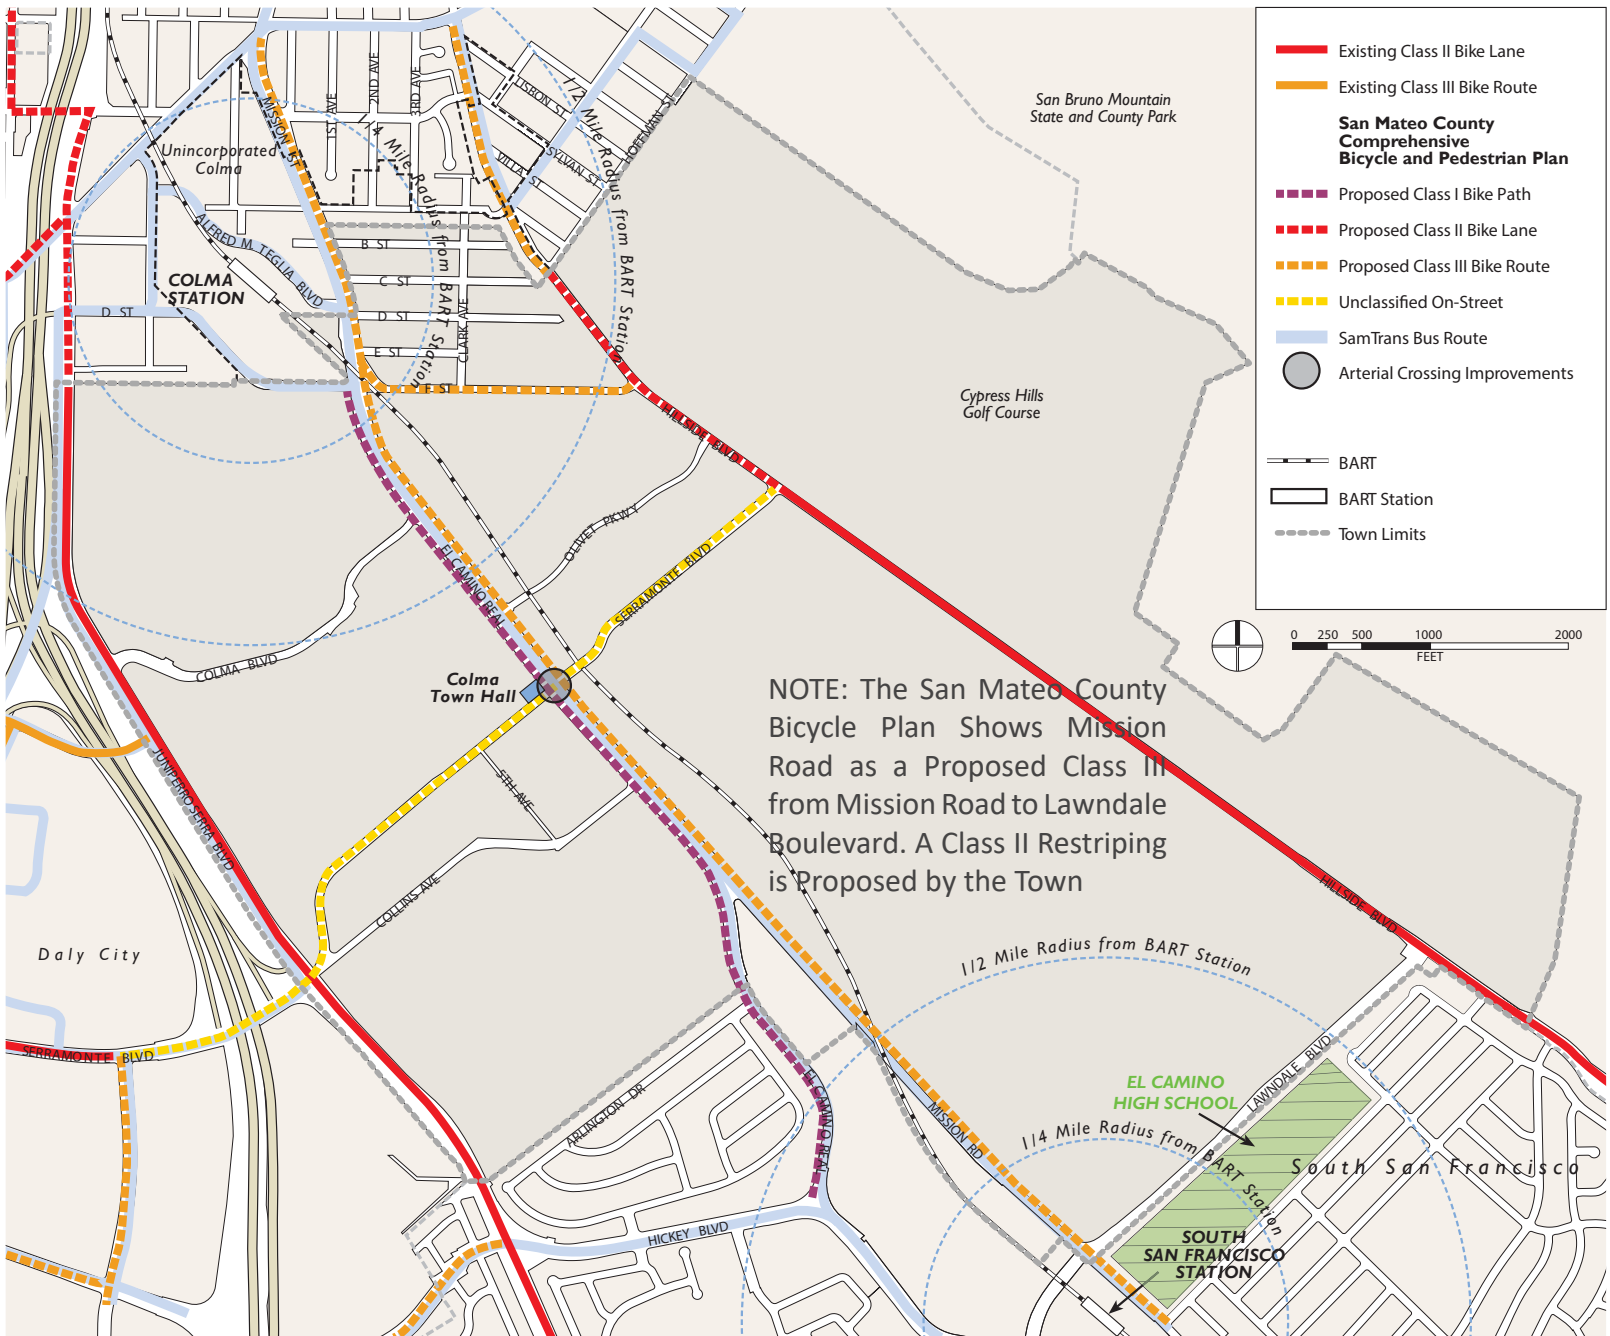 Existing Class II Bike Lane
Existing Class III Bike Route
San Mateo County
Comprehensive
Bicycle and Pedestrian Plan
Proposed Class I Bike Path
Proposed Class II Bike Lane
Proposed Class III Bike Route
Unclassified On-Street
SamTrans Bus Route
Arterial Crossing Improvements
BART
BART Station
Town Limits
0 250 500 1000 2000
FEET
San Bruno Mountain
State and County Park
Cypress Hills
Golf Course
Unincorporated
Colma
COLMA
STATION
MISSION ST
1ST AVE
2ND AVE
3RD AVE
LISBON ST
VILLA ST
SYLVAN ST
HOFFMAN ST
1/4 Mile Radius from BART Station
1/2 Mile Radius from BART Station
ALFRED M. TEGLIA BLVD
B ST
C ST
D ST
D ST
E ST
F ST
CLARK AVE
HILLSIDE BLVD
OLIVET PKWY
SERRAMONTE BLVD
EL CAMINO REAL
COLMA BLVD
Colma
Town Hall
NOTE: The San Mateo County
Bicycle Plan Shows Mission
Road as a Proposed Class III
from Mission Road to Lawndale
Boulevard. A Class II Restriping
is Proposed by the Town
JUNIPERRO SERRA BLVD
5TH AVE
COLLINS AVE
Daly City
HILLSIDE BLVD
1/2 Mile Radius from BART Station
SERRAMONTE BLVD
LAWNDALE BLVD
EL CAMINO
HIGH SCHOOL
ARLINGTON DR
EL CAMINO REAL
MISSION RD
1/4 Mile Radius from BART Station
South San Francisco
HICKEY BLVD
SOUTH
SAN FRANCISCO
STATION